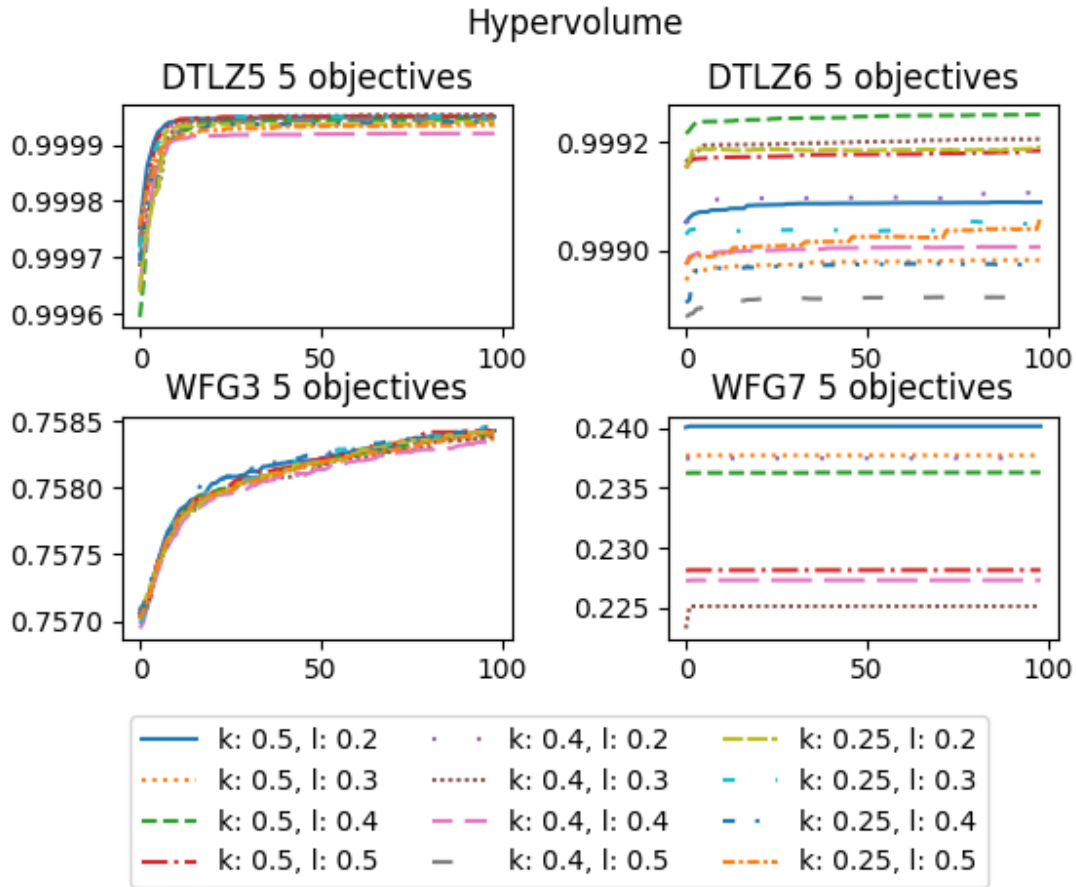 Hypervolume
DTLZ5 5 objectives
0.9999
0.9998
0.9997
0.9996
0 50 100
DTLZ6 5 objectives
0.9992
0.9990
0 50 100
WFG3 5 objectives
0.7585
0.7580
0.7575
0.7570
0 50 100
WFG7 5 objectives
0.240
0.235
0.230
0.225
0 50 100
k: 0.5, l: 0.2
k: 0.5, l: 0.3
k: 0.5, l: 0.4
k: 0.5, l: 0.5
k: 0.4, l: 0.2
k: 0.4, l: 0.3
k: 0.4, l: 0.4
k: 0.4, l: 0.5
k: 0.25, l: 0.2
k: 0.25, l: 0.3
k: 0.25, l: 0.4
k: 0.25, l: 0.5